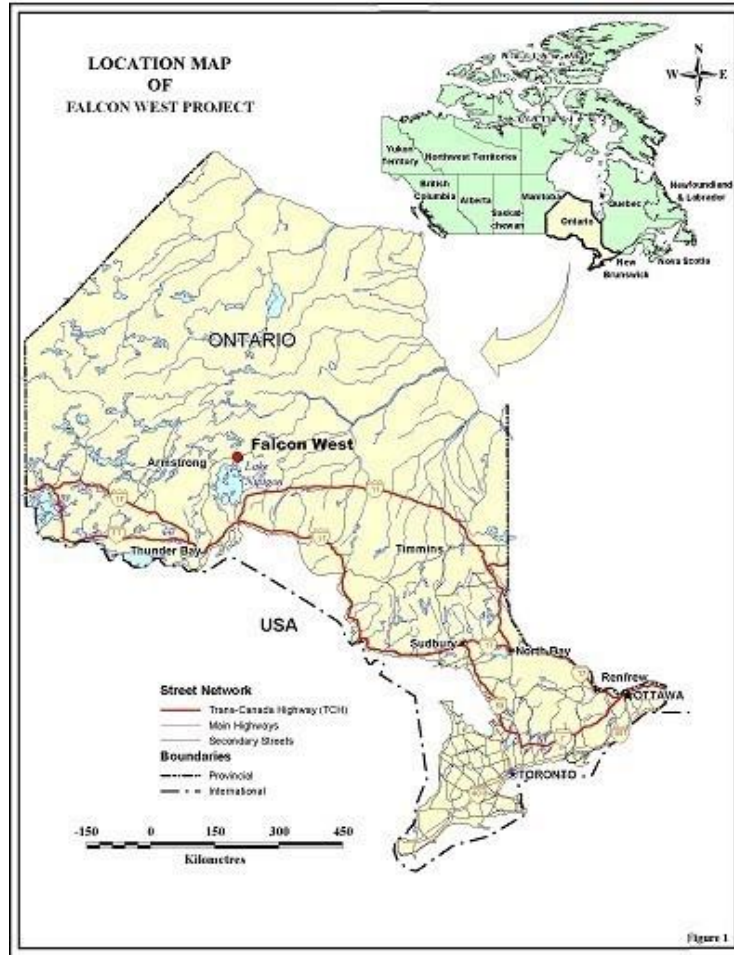 LOCATION MAP
OF
FALCON WEST PROJECT
N
W E
S
Yukon
Territory
Northwest Territories
British
Columbia
Alberta
Saskat-
chewan
Manitoba
Ontario
Quebec
Newfoundland
& Labrador
New
Brunswick
Nova Scotia
ONTARIO
Falcon West
Armstrong
Lake
Nipigon
Thunder Bay
Timmins
USA
Sudbury
North Bay
Renfrew
OTTAWA
TORONTO
Street Network
Trans-Canada Highway (TCH)
Main Highways
Secondary Streets
Boundaries
Provincial
International
-150 0 150 300 450
Kilometres
Figure 1